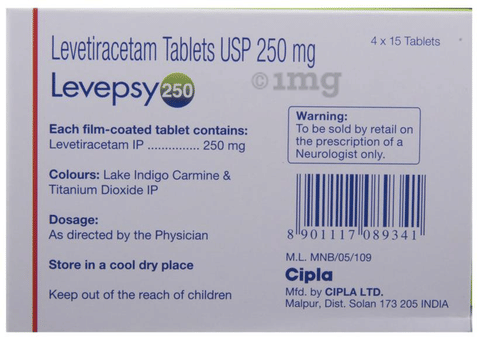 Levetiracetam Tablets USP 250 mg
4 x 15 Tablets
Levepsy 250
©1mg
Each film-coated tablet contains:
Levetiracetam IP ............... 250 mg
Colours: Lake Indigo Carmine &
Titanium Dioxide IP
Dosage:
As directed by the Physician
Store in a cool dry place
Keep out of the reach of children
Warning:
To be sold by retail on
the prescription of a
Neurologist only.
8 901117 089341
M.L. MNB/05/109
Cipla
Mfd. by CIPLA LTD.
Malpur, Dist. Solan 173 205 INDIA